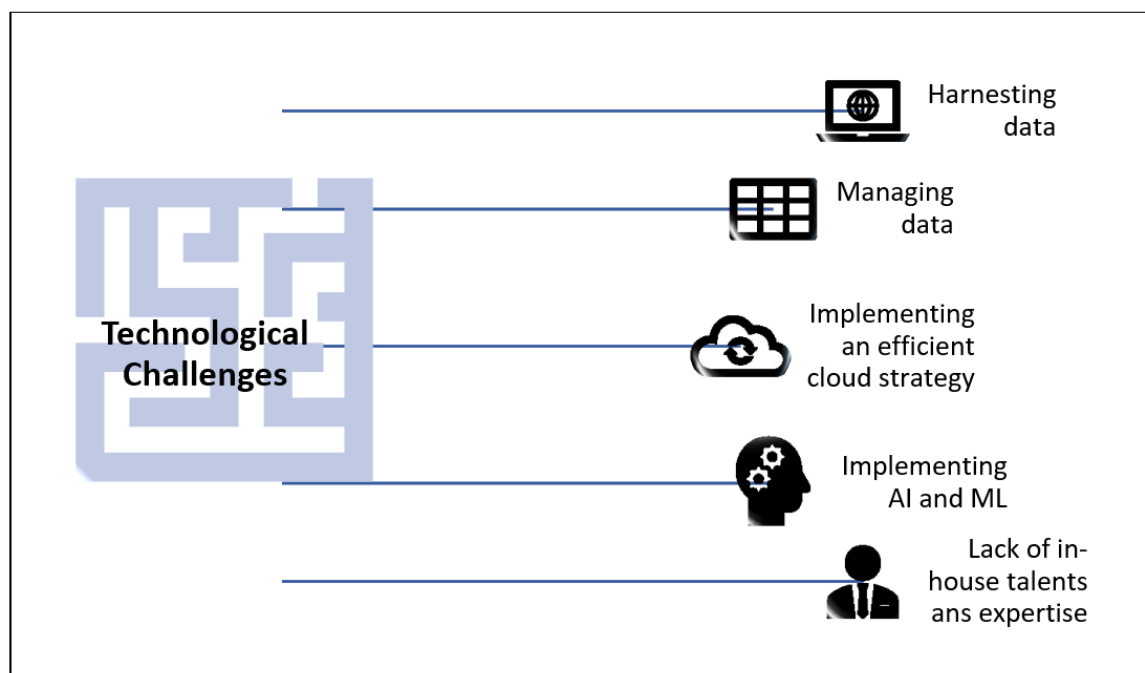 Harnesting
data
Managing
data
Technological
Challenges
Implementing
an efficient
cloud strategy
Implementing
AI and ML
Lack of in-
house talents
ans expertise